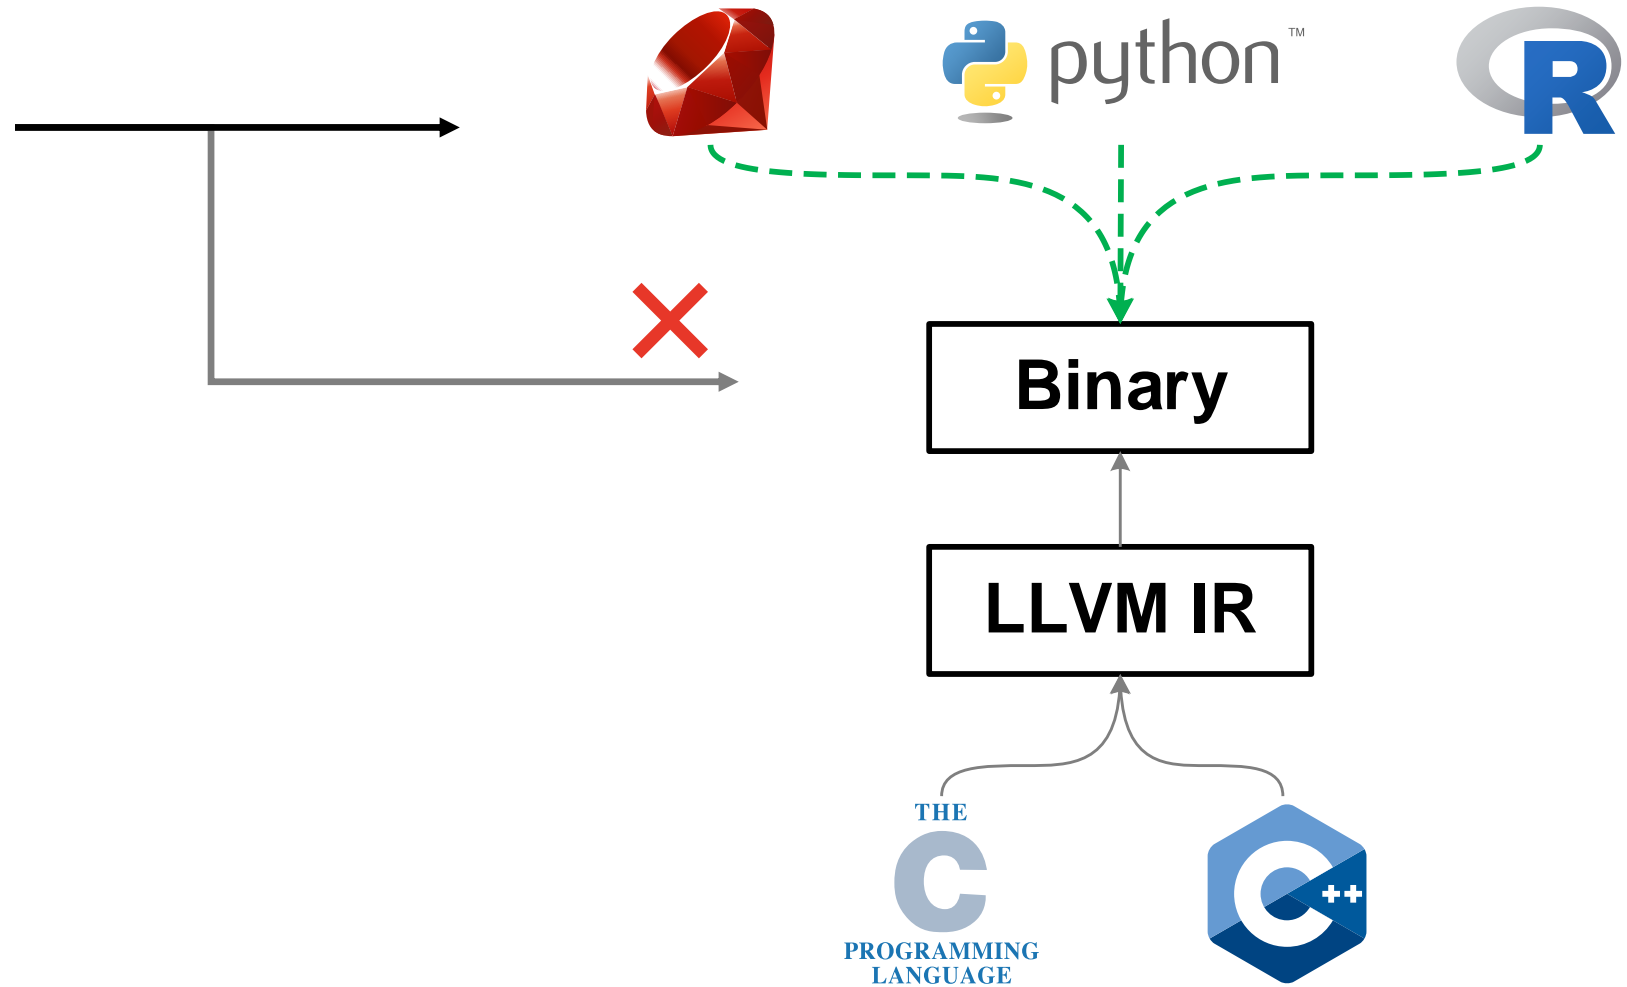 python™
R
Binary
LLVM IR
THE
C
PROGRAMMING
LANGUAGE
C++